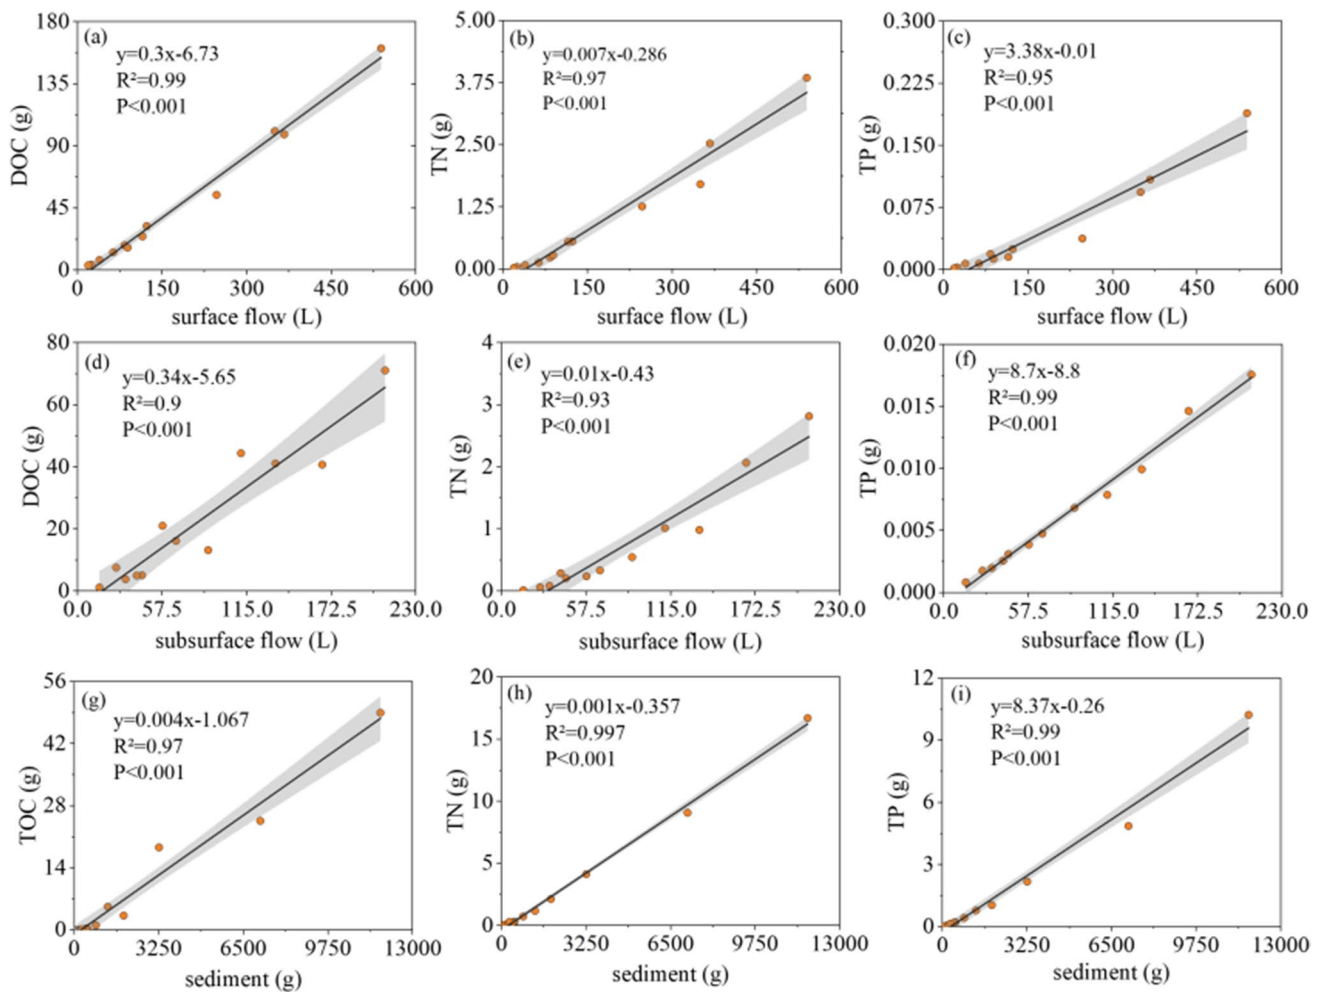 (a)
y=0.3x-6.73
R²=0.99
P<0.001
DOC (g)
180
135
90
45
0
0 150 300 450 600
surface flow (L)
(b)
y=0.007x-0.286
R²=0.97
P<0.001
TN (g)
5.00
3.75
2.50
1.25
0.00
0 150 300 450 600
surface flow (L)
(c)
y=3.38x-0.01
R²=0.95
P<0.001
TP (g)
0.300
0.225
0.150
0.075
0.000
0 150 300 450 600
surface flow (L)
(d)
y=0.34x-5.65
R²=0.9
P<0.001
DOC (g)
80
60
40
20
0
0.0 57.5 115.0 172.5 230.0
subsurface flow (L)
(e)
y=0.01x-0.43
R²=0.93
P<0.001
TN (g)
4
3
2
1
0
0.0 57.5 115.0 172.5 230.0
subsurface flow (L)
(f)
y=8.7x-8.8
R²=0.99
P<0.001
TP (g)
0.020
0.015
0.010
0.005
0.000
0.0 57.5 115.0 172.5 230.0
subsurface flow (L)
(g)
y=0.004x-1.067
R²=0.97
P<0.001
TOC (g)
56
42
28
14
0
0 3250 6500 9750 13000
sediment (g)
(h)
y=0.001x-0.357
R²=0.997
P<0.001
TN (g)
20
15
10
5
0
0 3250 6500 9750 13000
sediment (g)
(i)
y=8.37x-0.26
R²=0.99
P<0.001
TP (g)
12
9
6
3
0
0 3250 6500 9750 13000
sediment (g)